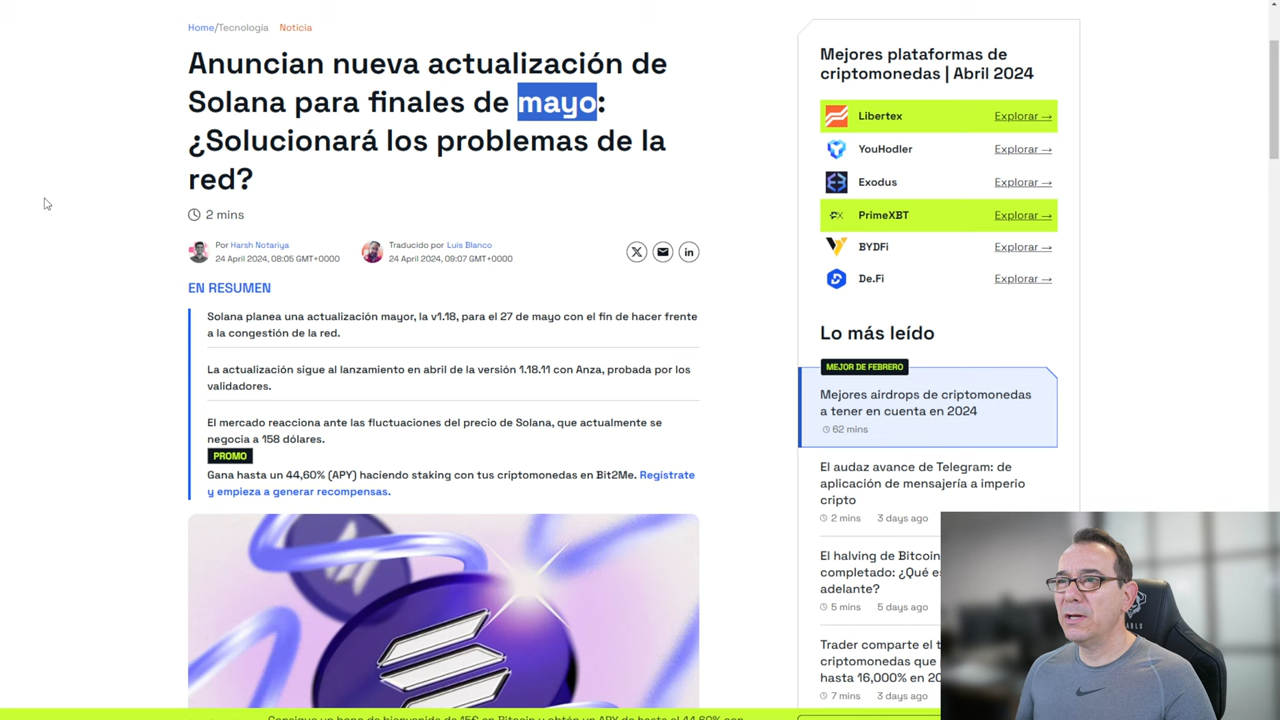 Home/Tecnología Noticia
Anuncian nueva actualización de
Solana para finales de mayo:
¿Solucionará los problemas de la
red?
2 mins
Por Harsh Notariya
24 April 2024, 08:05 GMT+0000
Traducido por Luis Blanco
24 April 2024, 09:07 GMT+0000
EN RESUMEN
Solana planea una actualización mayor, la v1.18, para el 27 de mayo con el fin de hacer frente
a la congestión de la red.
La actualización sigue al lanzamiento en abril de la versión 1.18.11 con Anza, probada por los
validadores.
El mercado reacciona ante las fluctuaciones del precio de Solana, que actualmente se
negocia a 158 dólares.
PROMO
Gana hasta un 44,60% (APY) haciendo staking con tus criptomonedas en Bit2Me. Regístrate
y empieza a generar recompensas.
Mejores plataformas de
criptomonedas | Abril 2024
Libertex Explorar →
YouHodler Explorar →
Exodus Explorar →
PrimeXBT Explorar →
BYDFi Explorar →
De.Fi Explorar →
Lo más leído
MEJOR DE FEBRERO
Mejores airdrops de criptomonedas
a tener en cuenta en 2024
62 mins
El audaz avance de Telegram: de
aplicación de mensajería a imperio
cripto
2 mins 3 days ago
El halving de Bitcoin
completado: ¿Qué
adelante?
5 mins 5 days ago
Trader comparte el
criptomonedas que
hasta 16,000% en
7 mins 3 days ago